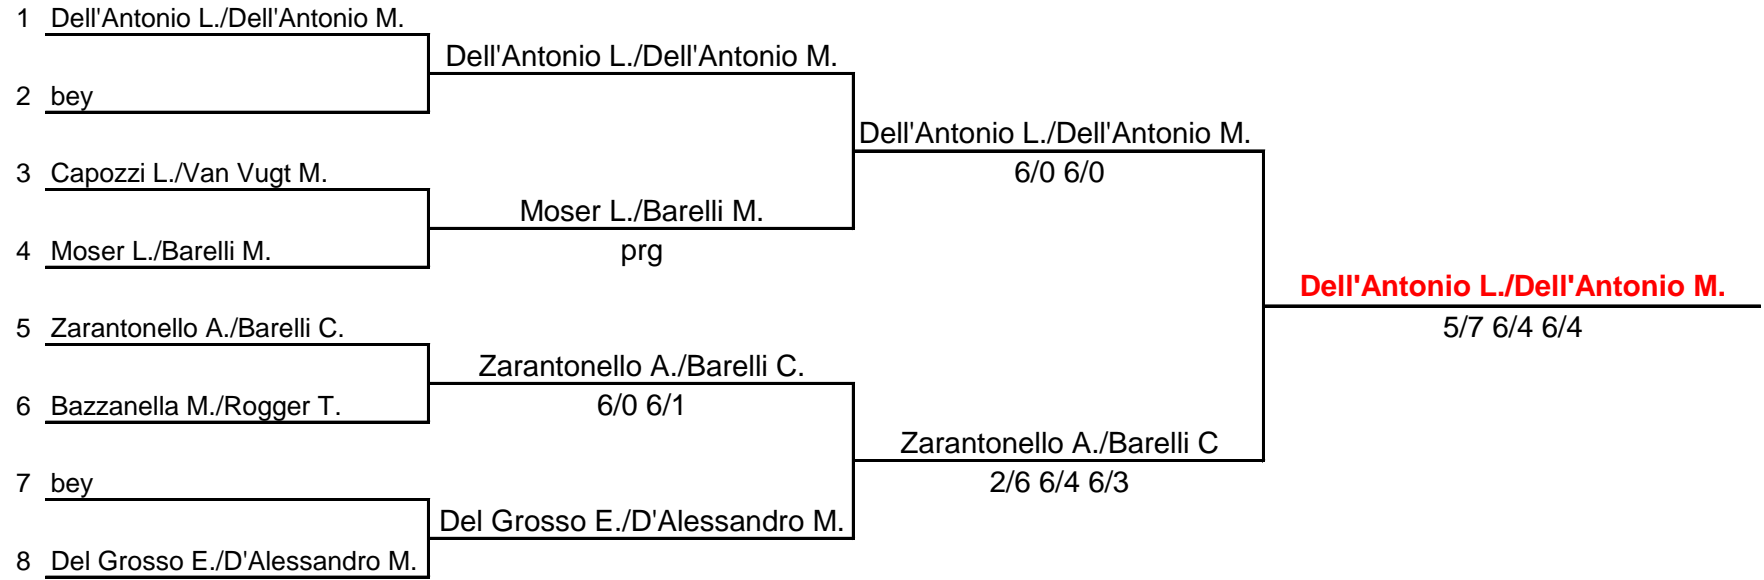 1 Dell'Antonio L./Dell'Antonio M.
Dell'Antonio L./Dell'Antonio M.
2 bey
Dell'Antonio L./Dell'Antonio M.
6/0 6/0
3 Capozzi L./Van Vugt M.
Moser L./Barelli M.
prg
4 Moser L./Barelli M.
Dell'Antonio L./Dell'Antonio M.
5/7 6/4 6/4
5 Zarantonello A./Barelli C.
Zarantonello A./Barelli C.
6/0 6/1
6 Bazzanella M./Rogger T.
Zarantonello A./Barelli C
2/6 6/4 6/3
7 bey
Del Grosso E./D'Alessandro M.
8 Del Grosso E./D'Alessandro M.